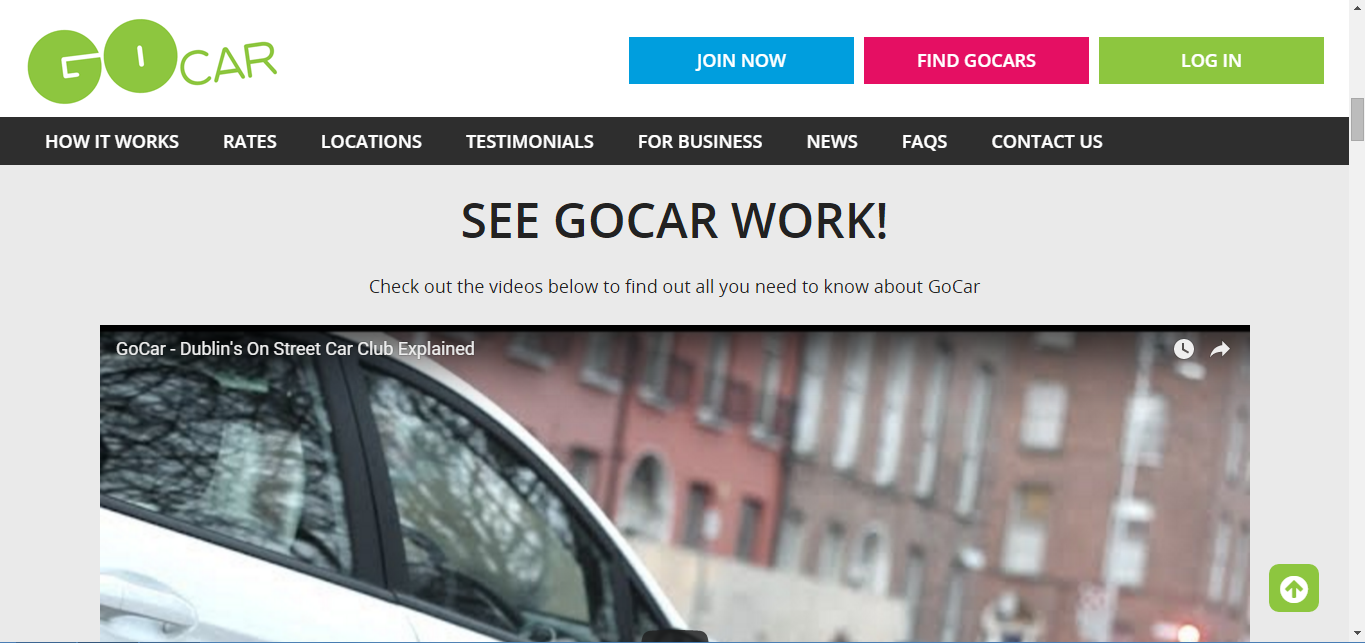 GO CAR
JOIN NOW
FIND GOCARS
LOG IN
HOW IT WORKS RATES LOCATIONS TESTIMONIALS FOR BUSINESS NEWS FAQS CONTACT US
SEE GOCAR WORK!
Check out the videos below to find out all you need to know about GoCar
GoCar - Dublin's On Street Car Club Explained